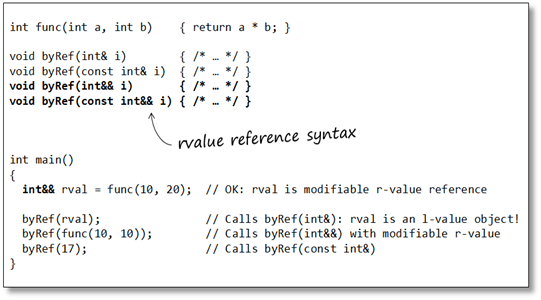 int func(int a, int b)    { return a * b; }
void byRef(int& i)        { /* … */ }
void byRef(const int& i)  { /* … */ }
void byRef(int&& i)       { /* … */ }
void byRef(const int&& i) { /* … */ }
rvalue reference syntax
int main()
{
  int&& rval = func(10, 20);  // OK: rval is modifiable r-value reference
  byRef(rval);                // Calls byRef(int&): rval is an l-value object!
  byRef(func(10, 10));        // Calls byRef(int&&) with modifiable r-value
  byRef(17);                  // Calls byRef(const int&)
}